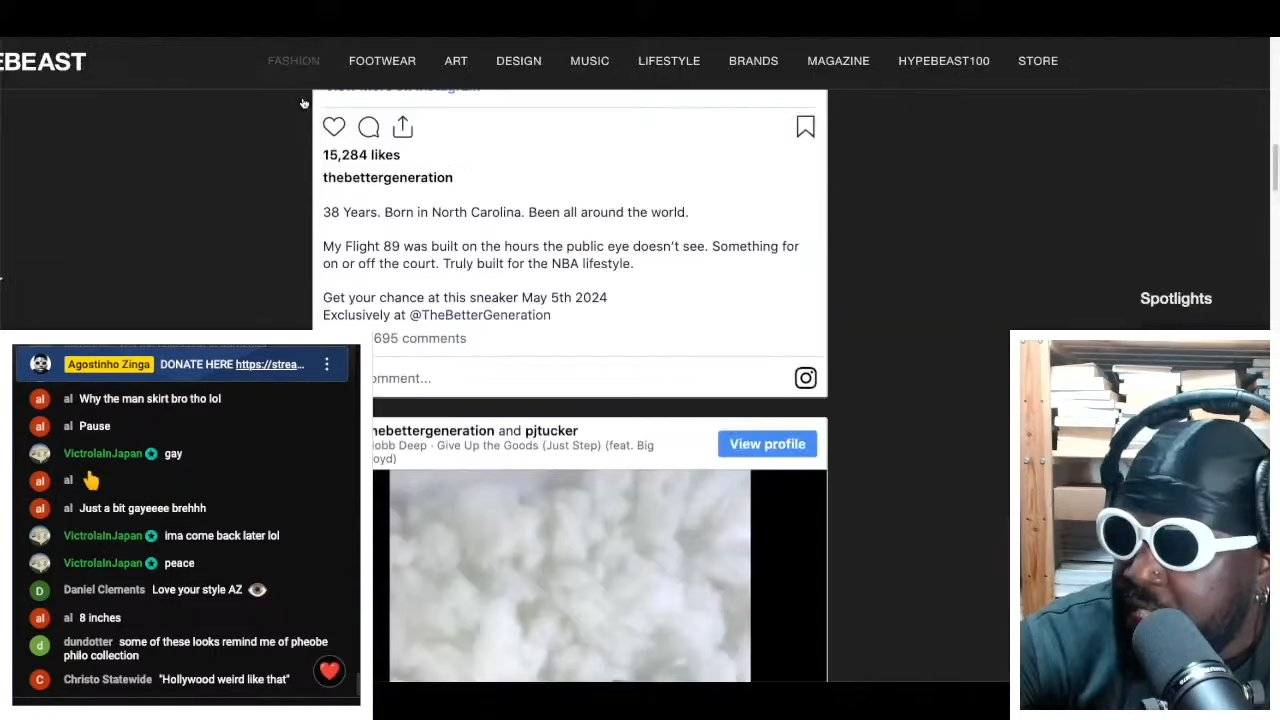 EBEAST
FASHION FOOTWEAR ART DESIGN MUSIC LIFESTYLE BRANDS MAGAZINE HYPEBEAST100 STORE
15,284 likes
thebettergeneration
38 Years. Born in North Carolina. Been all around the world.
My Flight 89 was built on the hours the public eye doesn't see. Something for
on or off the court. Truly built for the NBA lifestyle.
Get your chance at this sneaker May 5th 2024
Exclusively at @TheBetterGeneration
695 comments
omment...
Spotlights
hebettergeneration and pjtucker
obb Deep · Give Up the Goods (Just Step) (feat. Big
oyd)
View profile
Agostinho Zinga DONATE HERE https://strea...
al Why the man skirt bro tho lol
al Pause
VictrolaInJapan gay
al 👆
al Just a bit gayeeee brehhh
VictrolaInJapan ima come back later lol
VictrolaInJapan peace
D Daniel Clements Love your style AZ 👁
al 8 inches
d dundotter some of these looks remind me of pheobe
philo collection
C Christo Statewide "Hollywood weird like that"